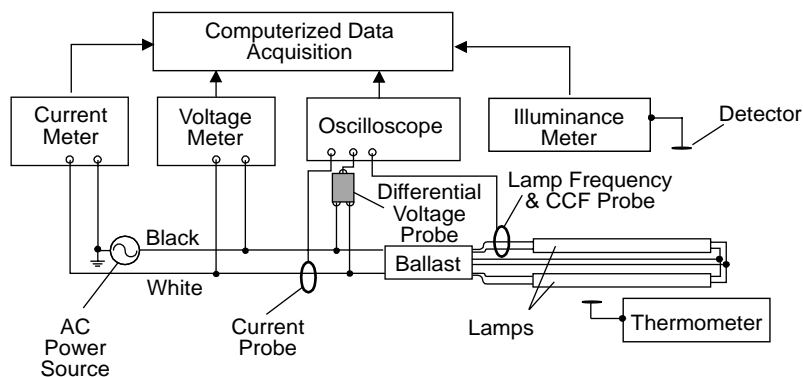 Computerized Data
Acquisition
Current
Meter
Voltage
Meter
Oscilloscope
Illuminance
Meter
Detector
Differential
Voltage
Probe
Lamp Frequency
& CCF Probe
Black
White
Ballast
AC
Power
Source
Current
Probe
Lamps
Thermometer